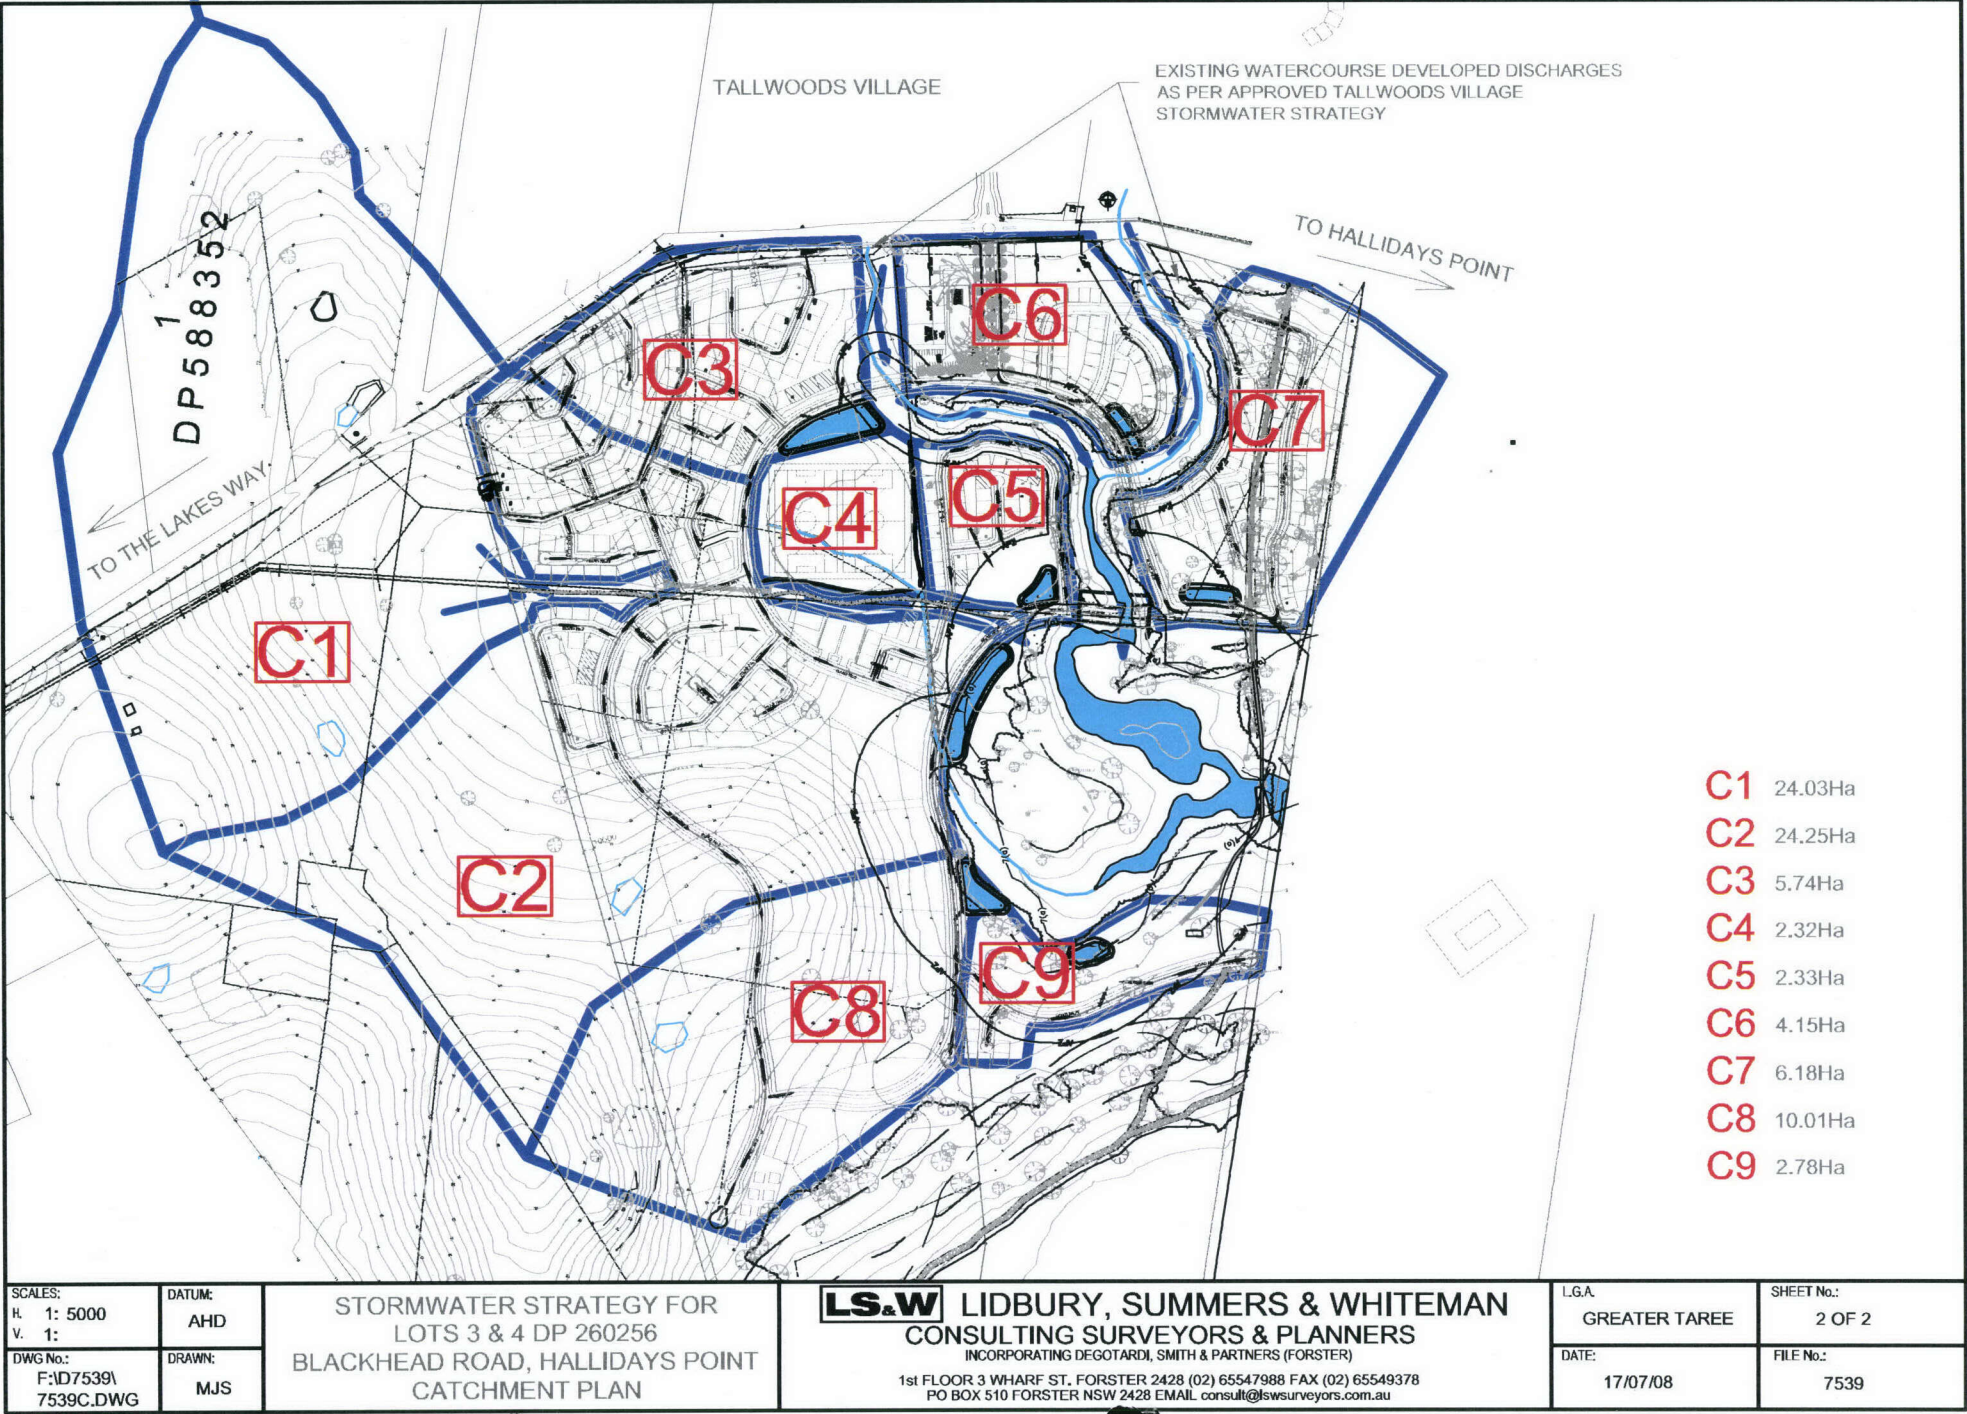 TALLWOODS VILLAGE
EXISTING WATERCOURSE DEVELOPED DISCHARGES
AS PER APPROVED TALLWOODS VILLAGE
STORMWATER STRATEGY
TO HALLIDAYS POINT
1
DP588352
TO THE LAKES WAY
C3
C6
C7
C4
C5
C1
C2
C8
C9
C1 24.03Ha
C2 24.25Ha
C3 5.74Ha
C4 2.32Ha
C5 2.33Ha
C6 4.15Ha
C7 6.18Ha
C8 10.01Ha
C9 2.78Ha
SCALES:
H. 1: 5000
V. 1:
DATUM:
AHD
DWG No.:
F:\D7539\
7539C.DWG
DRAWN:
MJS
STORMWATER STRATEGY FOR
LOTS 3 & 4 DP 260256
BLACKHEAD ROAD, HALLIDAYS POINT
CATCHMENT PLAN
LS&W LIDBURY, SUMMERS & WHITEMAN
CONSULTING SURVEYORS & PLANNERS
INCORPORATING DEGOTARDI, SMITH & PARTNERS (FORSTER)
1st FLOOR 3 WHARF ST. FORSTER 2428 (02) 65547988 FAX (02) 65549378
PO BOX 510 FORSTER NSW 2428 EMAIL consult@lswsurveyors.com.au
L.G.A.
GREATER TAREE
SHEET No.:
2 OF 2
DATE:
17/07/08
FILE No.:
7539